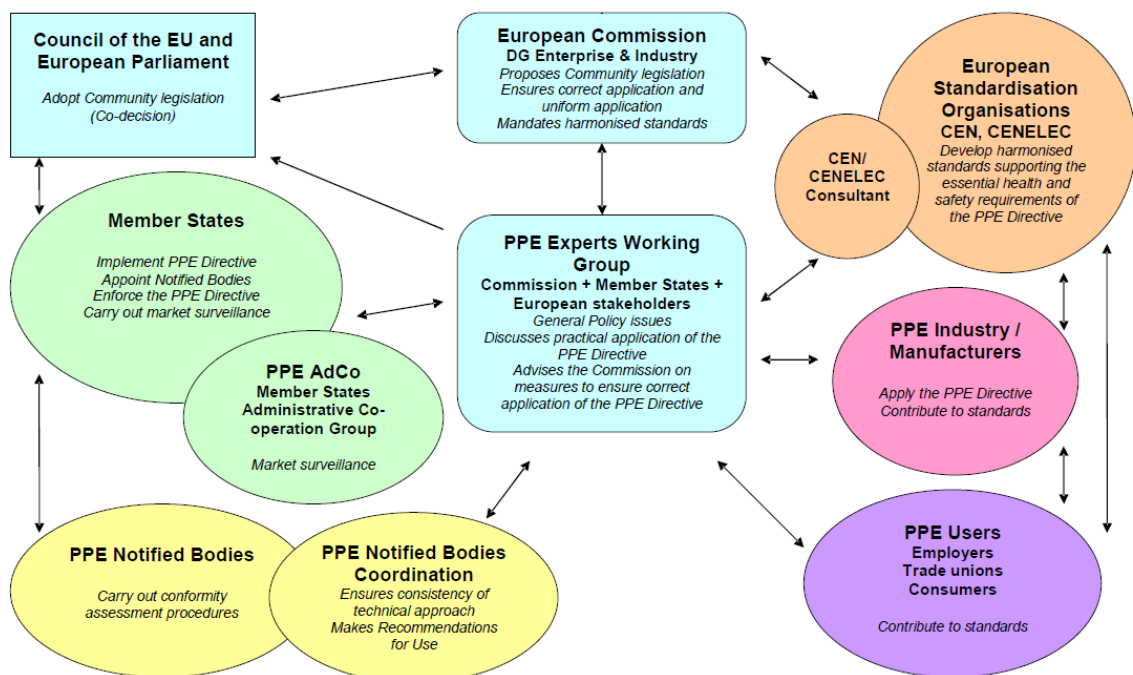 Council of the EU and
European Parliament
Adopt Community legislation
(Co-decision)
European Commission
DG Enterprise & Industry
Proposes Community legislation
Ensures correct application and
uniform application
Mandates harmonised standards
European
Standardisation
Organisations
CEN, CENELEC
Develop harmonised
standards supporting the
essential health and
safety requirements of
the PPE Directive
CEN/
CENELEC
Consultant
Member States
Implement PPE Directive
Appoint Notified Bodies
Enforce the PPE Directive
Carry out market surveillance
PPE Experts Working
Group
Commission + Member States +
European stakeholders
General Policy issues
Discusses practical application of the
PPE Directive
Advises the Commission on
measures to ensure correct
application of the PPE Directive
PPE Industry /
Manufacturers
Apply the PPE Directive
Contribute to standards
PPE AdCo
Member States
Administrative Co-
operation Group
Market surveillance
PPE Notified Bodies
Carry out conformity
assessment procedures
PPE Notified Bodies
Coordination
Ensures consistency of
technical approach
Makes Recommendations
for Use
PPE Users
Employers
Trade unions
Consumers
Contribute to standards